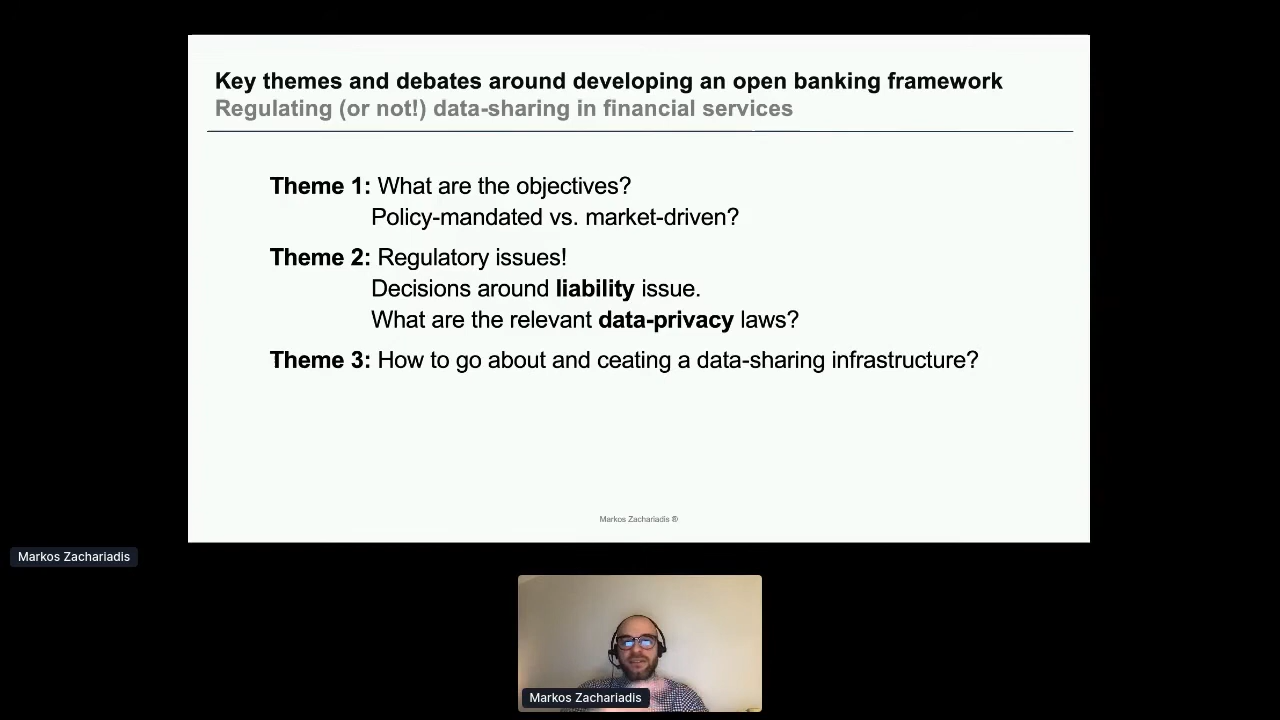 Key themes and debates around developing an open banking framework
Regulating (or not!) data-sharing in financial services
Theme 1: What are the objectives?
Policy-mandated vs. market-driven?
Theme 2: Regulatory issues!
Decisions around liability issue.
What are the relevant data-privacy laws?
Theme 3: How to go about and ceating a data-sharing infrastructure?
Markos Zachariadis ®
Markos Zachariadis
Markos Zachariadis